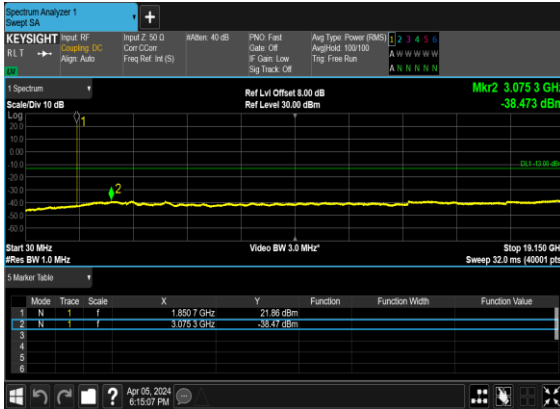 Spectrum Analyzer 1
Swept SA
+
KEYSIGHT Input: RF Input Z: 50 Ω #Atten: 40 dB PNO: Fast Avg Type: Power (RMS) 1 2 3 4 5 6
RLT Coupling: DC Corr CCorr Gate: Off Avg|Hold: 100/100 A W W W W W
Align: Auto Freq Ref: Int (S) IF Gain: Low Trig: Free Run
Sig Track: Off A N N N N N
1 Spectrum Ref Lvl Offset 8.00 dB Mkr2 3.075 3 GHz
Scale/Div 10 dB Ref Level 30.00 dBm -38.473 dBm
Log
20.0
10.0
0.00
-10.0
-20.0
-30.0
-40.0
-50.0
-60.0
1
2
DL1 -13.00 dBm
Start 30 MHz Video BW 3.0 MHz* Stop 19.150 GHz
#Res BW 1.0 MHz Sweep 32.0 ms (40001 pts)
5 Marker Table
Mode Trace Scale X Y Function Function Width Function Value
1 N 1 f 1.850 7 GHz 21.86 dBm
2 N 1 f 3.075 3 GHz -38.47 dBm
3
4
5
6
? Apr 05, 2024
6:15:07 PM